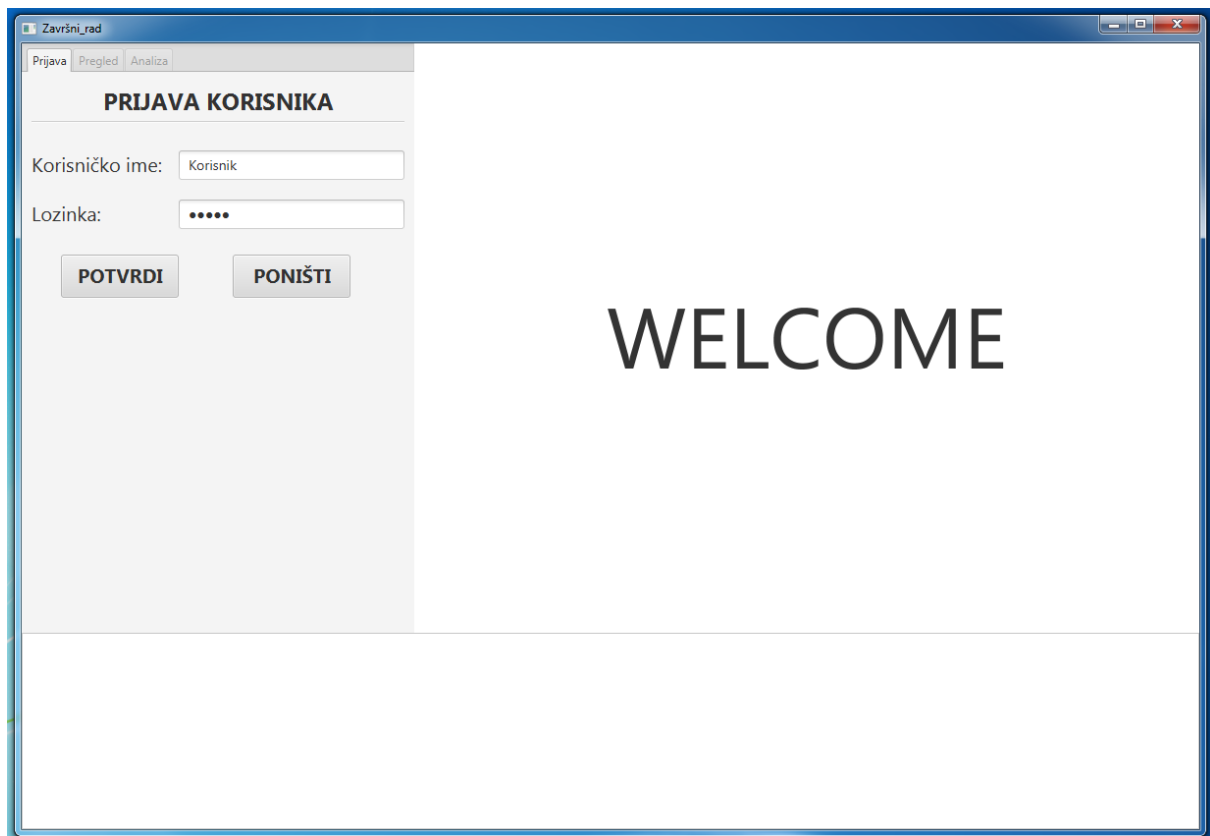 Završni_rad
Prijava Pregled Analiza
PRIJAVA KORISNIKA
Korisničko ime: Korisnik
Lozinka: •••••
POTVRDI PONIŠTI
WELCOME